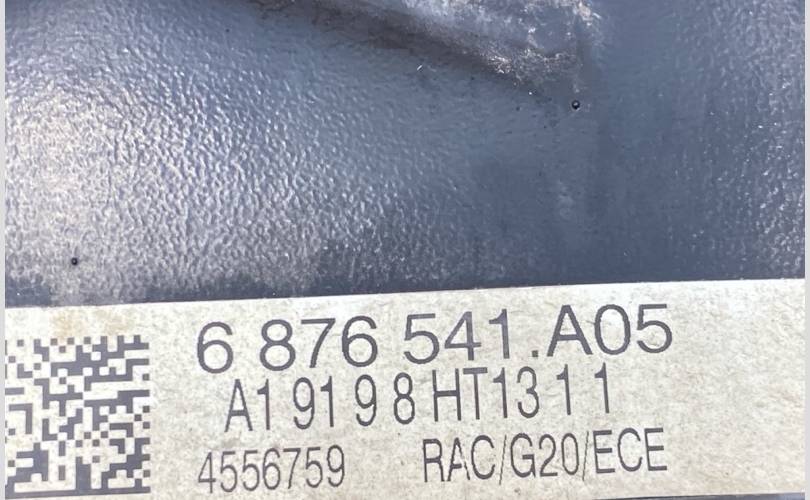 6 876 541.A05
A1 91 9 8 HT13 1 1
4556759 RAC/G20/ECE